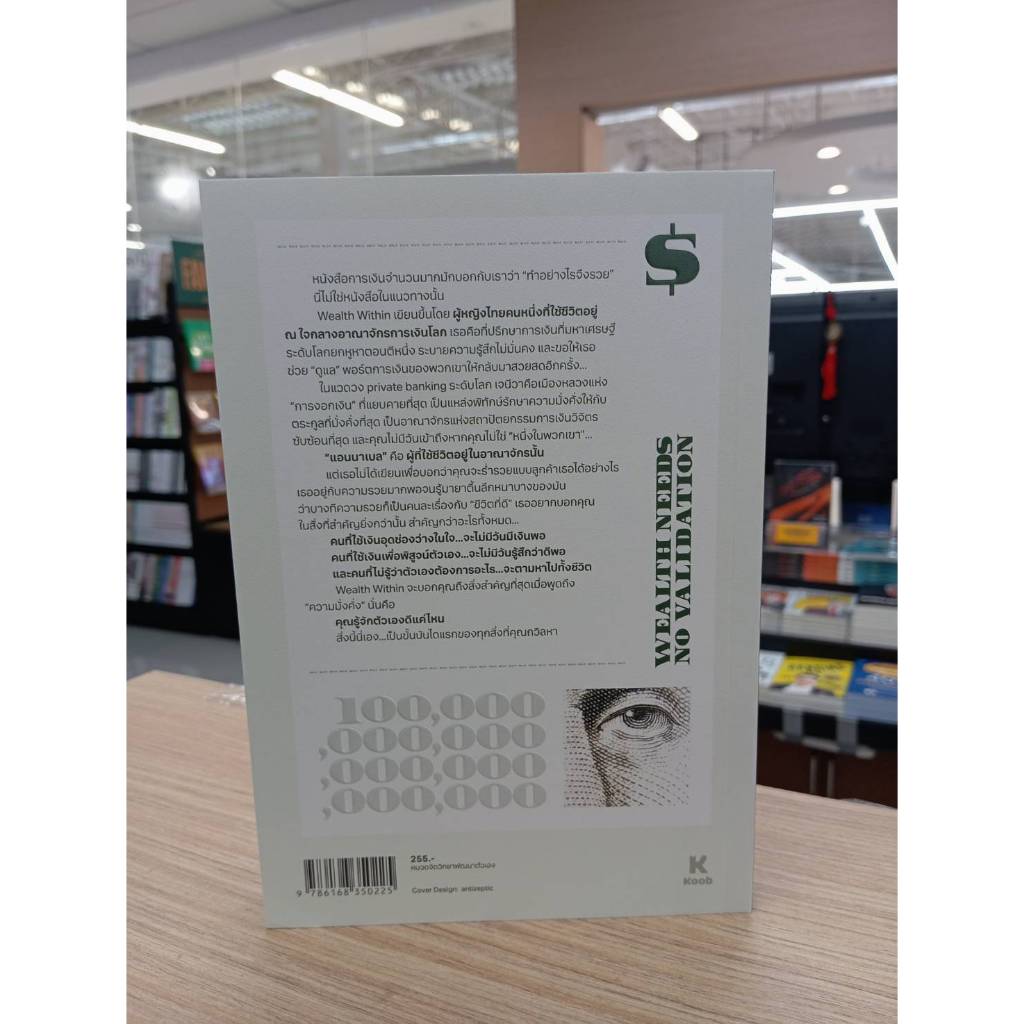 หนังสือการเงินจำนวนมากมักบอกกับเราว่า "ทำอย่างไรจึงรวย"
นี่ไม่ใช่หนังสือในแนวทางนั้น
Wealth Within เขียนขึ้นโดย ผู้หญิงไทยคนหนึ่งที่ใช้ชีวิตอยู่
ณ ใจกลางอาณาจักรการเงินโลก เธอคือที่ปรึกษาการเงินที่มหาเศรษฐี
ระดับโลกยกหูหาตอนตีหนึ่ง ระบายความรู้สึกไม่มั่นคง และขอให้เธอ
ช่วย "ดูแล" พอร์ตการเงินของพวกเขาให้กลับมาสวยสดอีกครั้ง...
ในแวดวง private banking ระดับโลก เจนีวาคือเมืองหลวงแห่ง
"การงอกเงิน" ที่แยบคายที่สุด เป็นแหล่งพิทักษ์รักษาความมั่งคั่งให้กับ
ตระกูลที่มั่งคั่งที่สุด เป็นอาณาจักรแห่งสถาปัตยกรรมการเงินวิจิตร
ซับซ้อนที่สุด และคุณไม่มีวันเข้าถึงหากคุณไม่ใช่ "หนึ่งในพวกเขา"...
"แอนนาเบล" คือ ผู้ที่ใช้ชีวิตอยู่ในอาณาจักรนั้น
แต่เธอไม่ได้เขียนเพื่อบอกว่าคุณจะร่ำรวยแบบลูกค้าเธอได้อย่างไร
เธออยู่กับความรวยมากพอจนรู้มายาตื้นลึกหนาบางของมัน
ว่าบางทีความรวยก็เป็นคนละเรื่องกับ "ชีวิตที่ดี" เธออยากบอกคุณ
ในสิ่งที่สำคัญยิ่งกว่านั้น สำคัญกว่าอะไรทั้งหมด...
คนที่ใช้เงินอุดช่องว่างในใจ...จะไม่มีวันมีเงินพอ
คนที่ใช้เงินเพื่อพิสูจน์ตัวเอง...จะไม่มีวันรู้สึกว่าดีพอ
และคนที่ไม่รู้ว่าตัวเองต้องการอะไร...จะตามหาไปทั้งชีวิต
Wealth Within จะบอกคุณถึงสิ่งสำคัญที่สุดเมื่อพูดถึง
"ความมั่งคั่ง" นั่นคือ
คุณรู้จักตัวเองดีแค่ไหน
สิ่งนี้นี่เอง...เป็นขั้นบันไดแรกของทุกสิ่งที่คุณถวิลหา
$
WEALTH NEEDS
NO VALIDATION
100,000
,000,000
,000,000
,000,000
255.-
หมวดจิตวิทยาพัฒนาตัวเอง
Cover Design: antizeptic
9 786168 350225
K
Koob